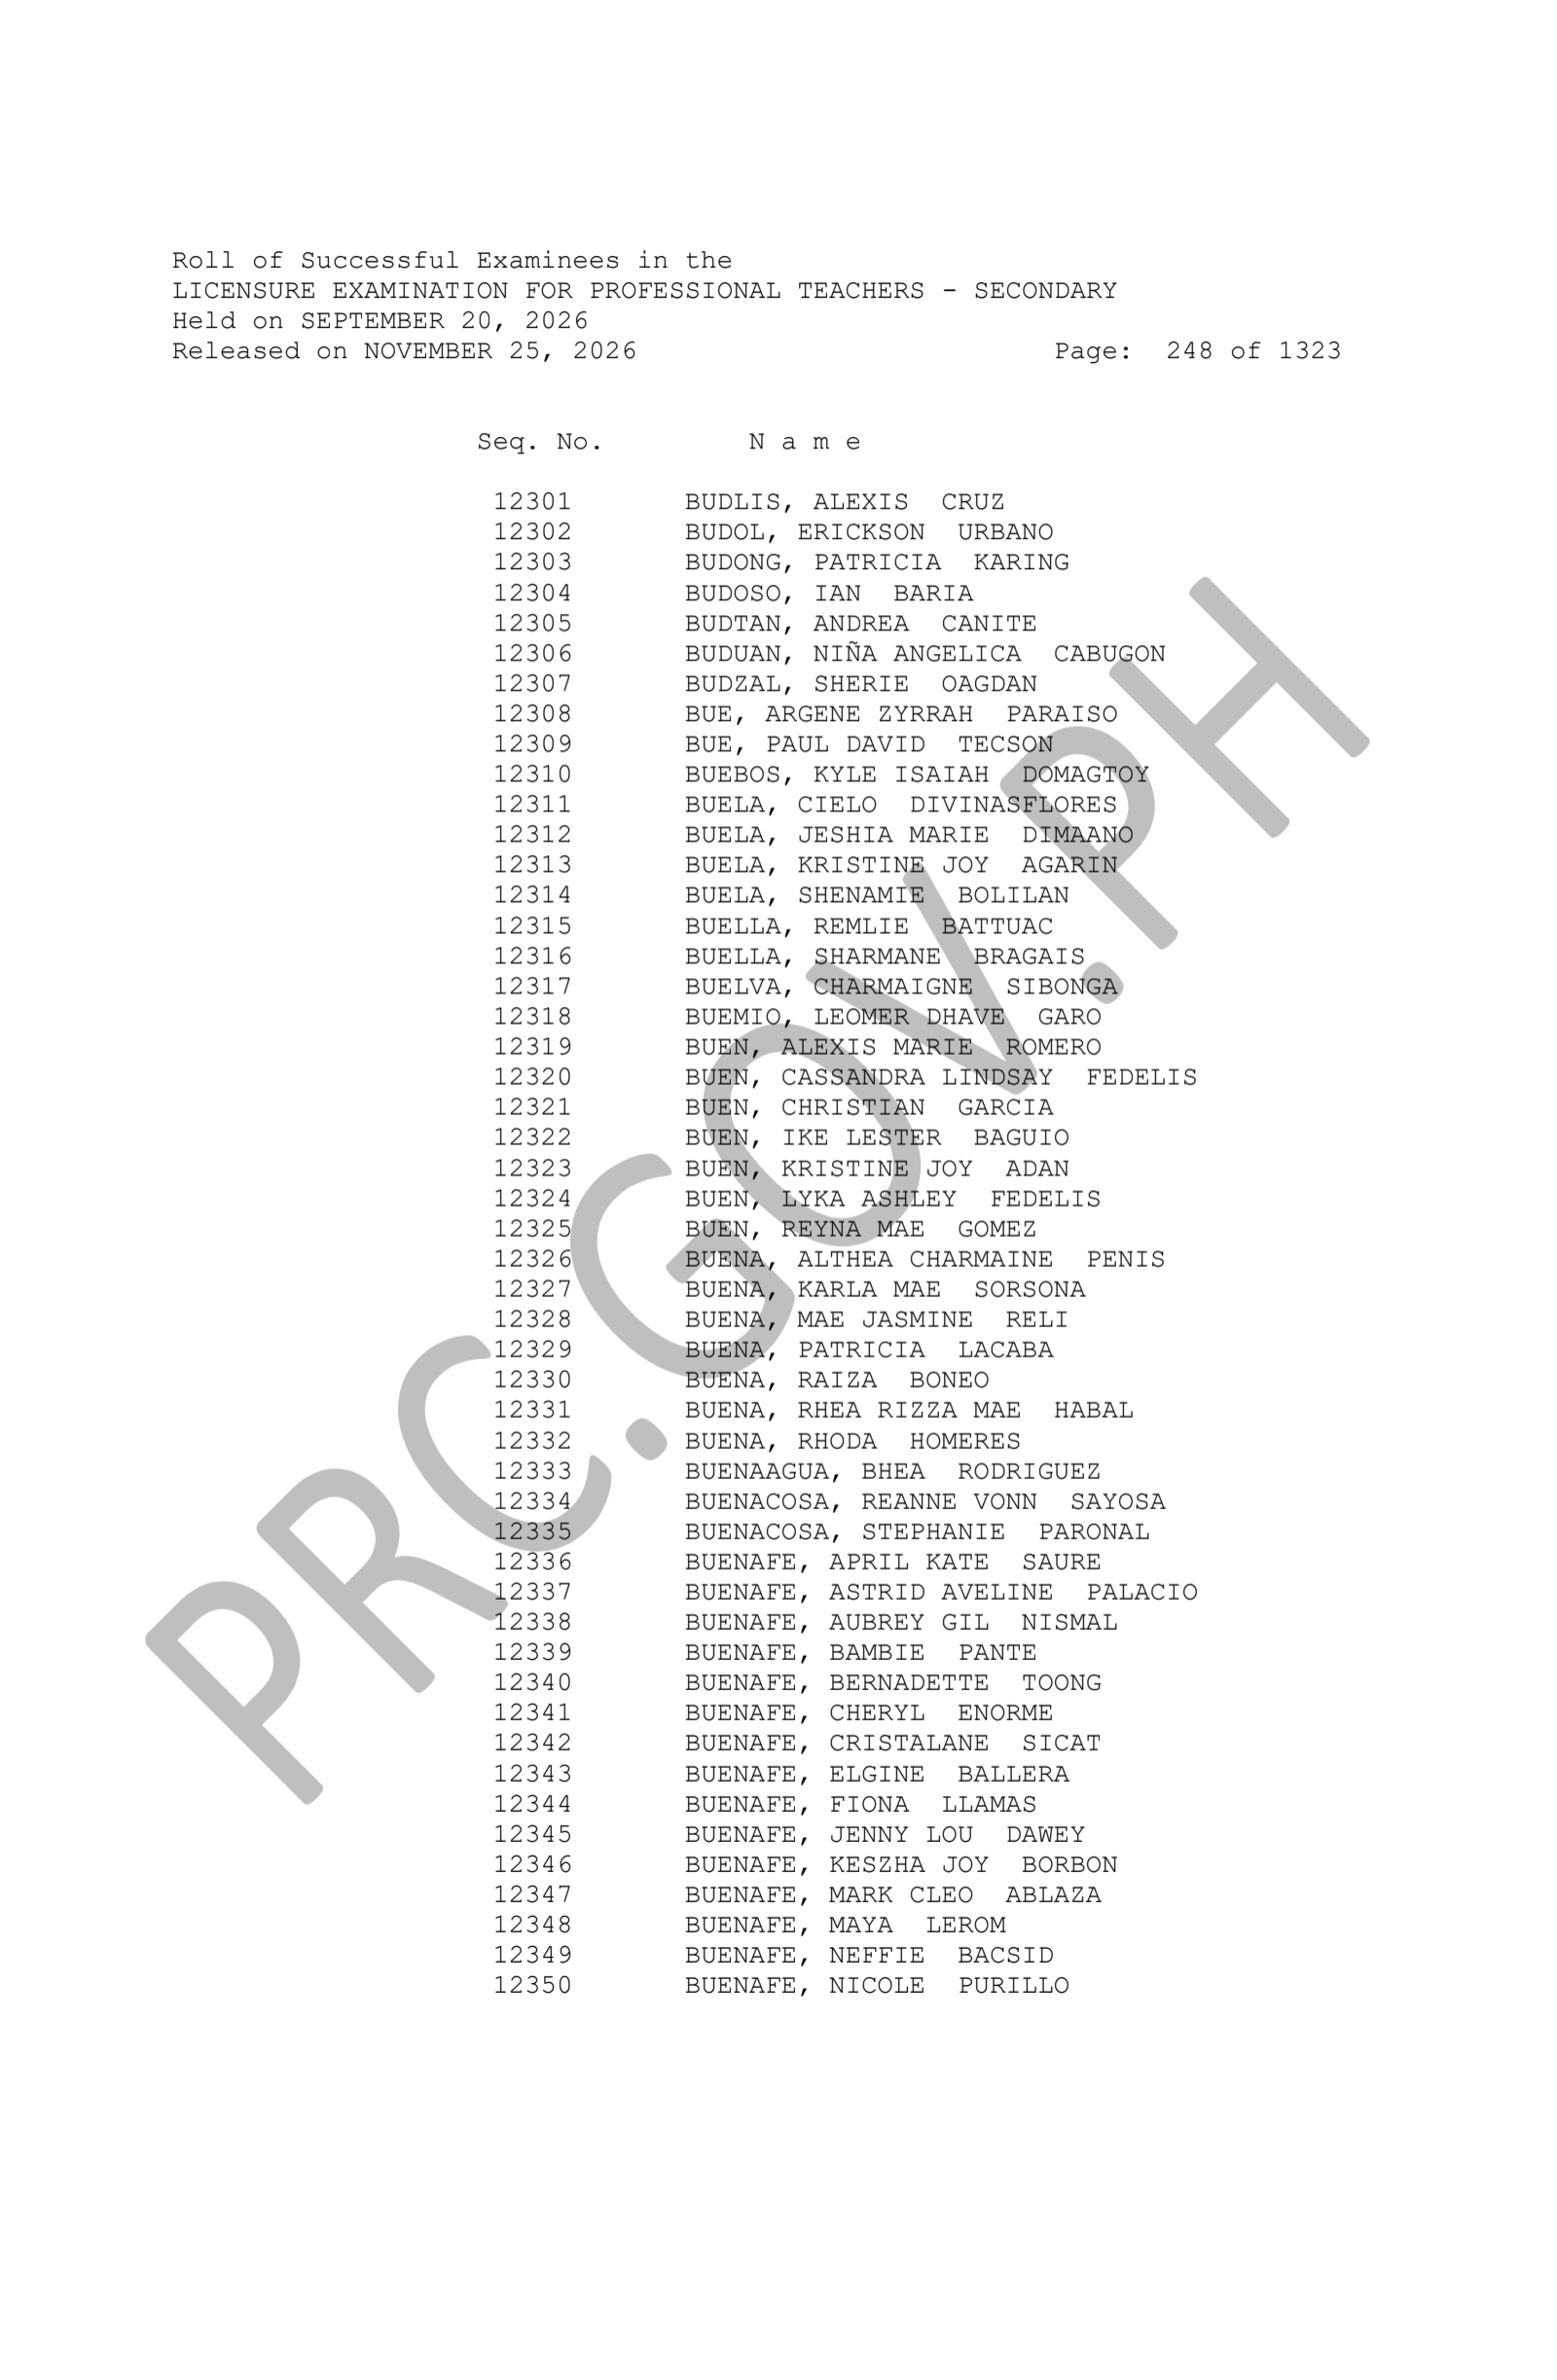 Roll of Successful Examinees in the
LICENSURE EXAMINATION FOR PROFESSIONAL TEACHERS - SECONDARY
Held on SEPTEMBER 20, 2026
Released on NOVEMBER 25, 2026 Page: 248 of 1323
Seq. No. N a m e
12301 BUDLIS, ALEXIS CRUZ
12302 BUDOL, ERICKSON URBANO
12303 BUDONG, PATRICIA KARING
12304 BUDOSO, IAN BARIA
12305 BUDTAN, ANDREA CANITE
12306 BUDUAN, NIÑA ANGELICA CABUGON
12307 BUDZAL, SHERIE OAGDAN
12308 BUE, ARGENE ZYRRAH PARAISO
12309 BUE, PAUL DAVID TECSON
12310 BUEBOS, KYLE ISAIAH DOMAGTOY
12311 BUELA, CIELO DIVINASFLORES
12312 BUELA, JESHIA MARIE DIMAANO
12313 BUELA, KRISTINE JOY AGARIN
12314 BUELA, SHENAMIE BOLILAN
12315 BUELLA, REMLIE BATTUAC
12316 BUELLA, SHARMANE BRAGAIS
12317 BUELVA, CHARMAIGNE SIBONGA
12318 BUEMIO, LEOMER DHAVE GARO
12319 BUEN, ALEXIS MARIE ROMERO
12320 BUEN, CASSANDRA LINDSAY FEDELIS
12321 BUEN, CHRISTIAN GARCIA
12322 BUEN, IKE LESTER BAGUIO
12323 BUEN, KRISTINE JOY ADAN
12324 BUEN, LYKA ASHLEY FEDELIS
12325 BUEN, REYNA MAE GOMEZ
12326 BUENA, ALTHEA CHARMAINE PENIS
12327 BUENA, KARLA MAE SORSONA
12328 BUENA, MAE JASMINE RELI
12329 BUENA, PATRICIA LACABA
12330 BUENA, RAIZA BONEO
12331 BUENA, RHEA RIZZA MAE HABAL
12332 BUENA, RHODA HOMERES
12333 BUENAAGUA, BHEA RODRIGUEZ
12334 BUENACOSA, REANNE VONN SAYOSA
12335 BUENACOSA, STEPHANIE PARONAL
12336 BUENAFE, APRIL KATE SAURE
12337 BUENAFE, ASTRID AVELINE PALACIO
12338 BUENAFE, AUBREY GIL NISMAL
12339 BUENAFE, BAMBIE PANTE
12340 BUENAFE, BERNADETTE TOONG
12341 BUENAFE, CHERYL ENORME
12342 BUENAFE, CRISTALANE SICAT
12343 BUENAFE, ELGINE BALLERA
12344 BUENAFE, FIONA LLAMAS
12345 BUENAFE, JENNY LOU DAWEY
12346 BUENAFE, KESZHA JOY BORBON
12347 BUENAFE, MARK CLEO ABLAZA
12348 BUENAFE, MAYA LEROM
12349 BUENAFE, NEFFIE BACSID
12350 BUENAFE, NICOLE PURILLO
PRC.GOV.PH